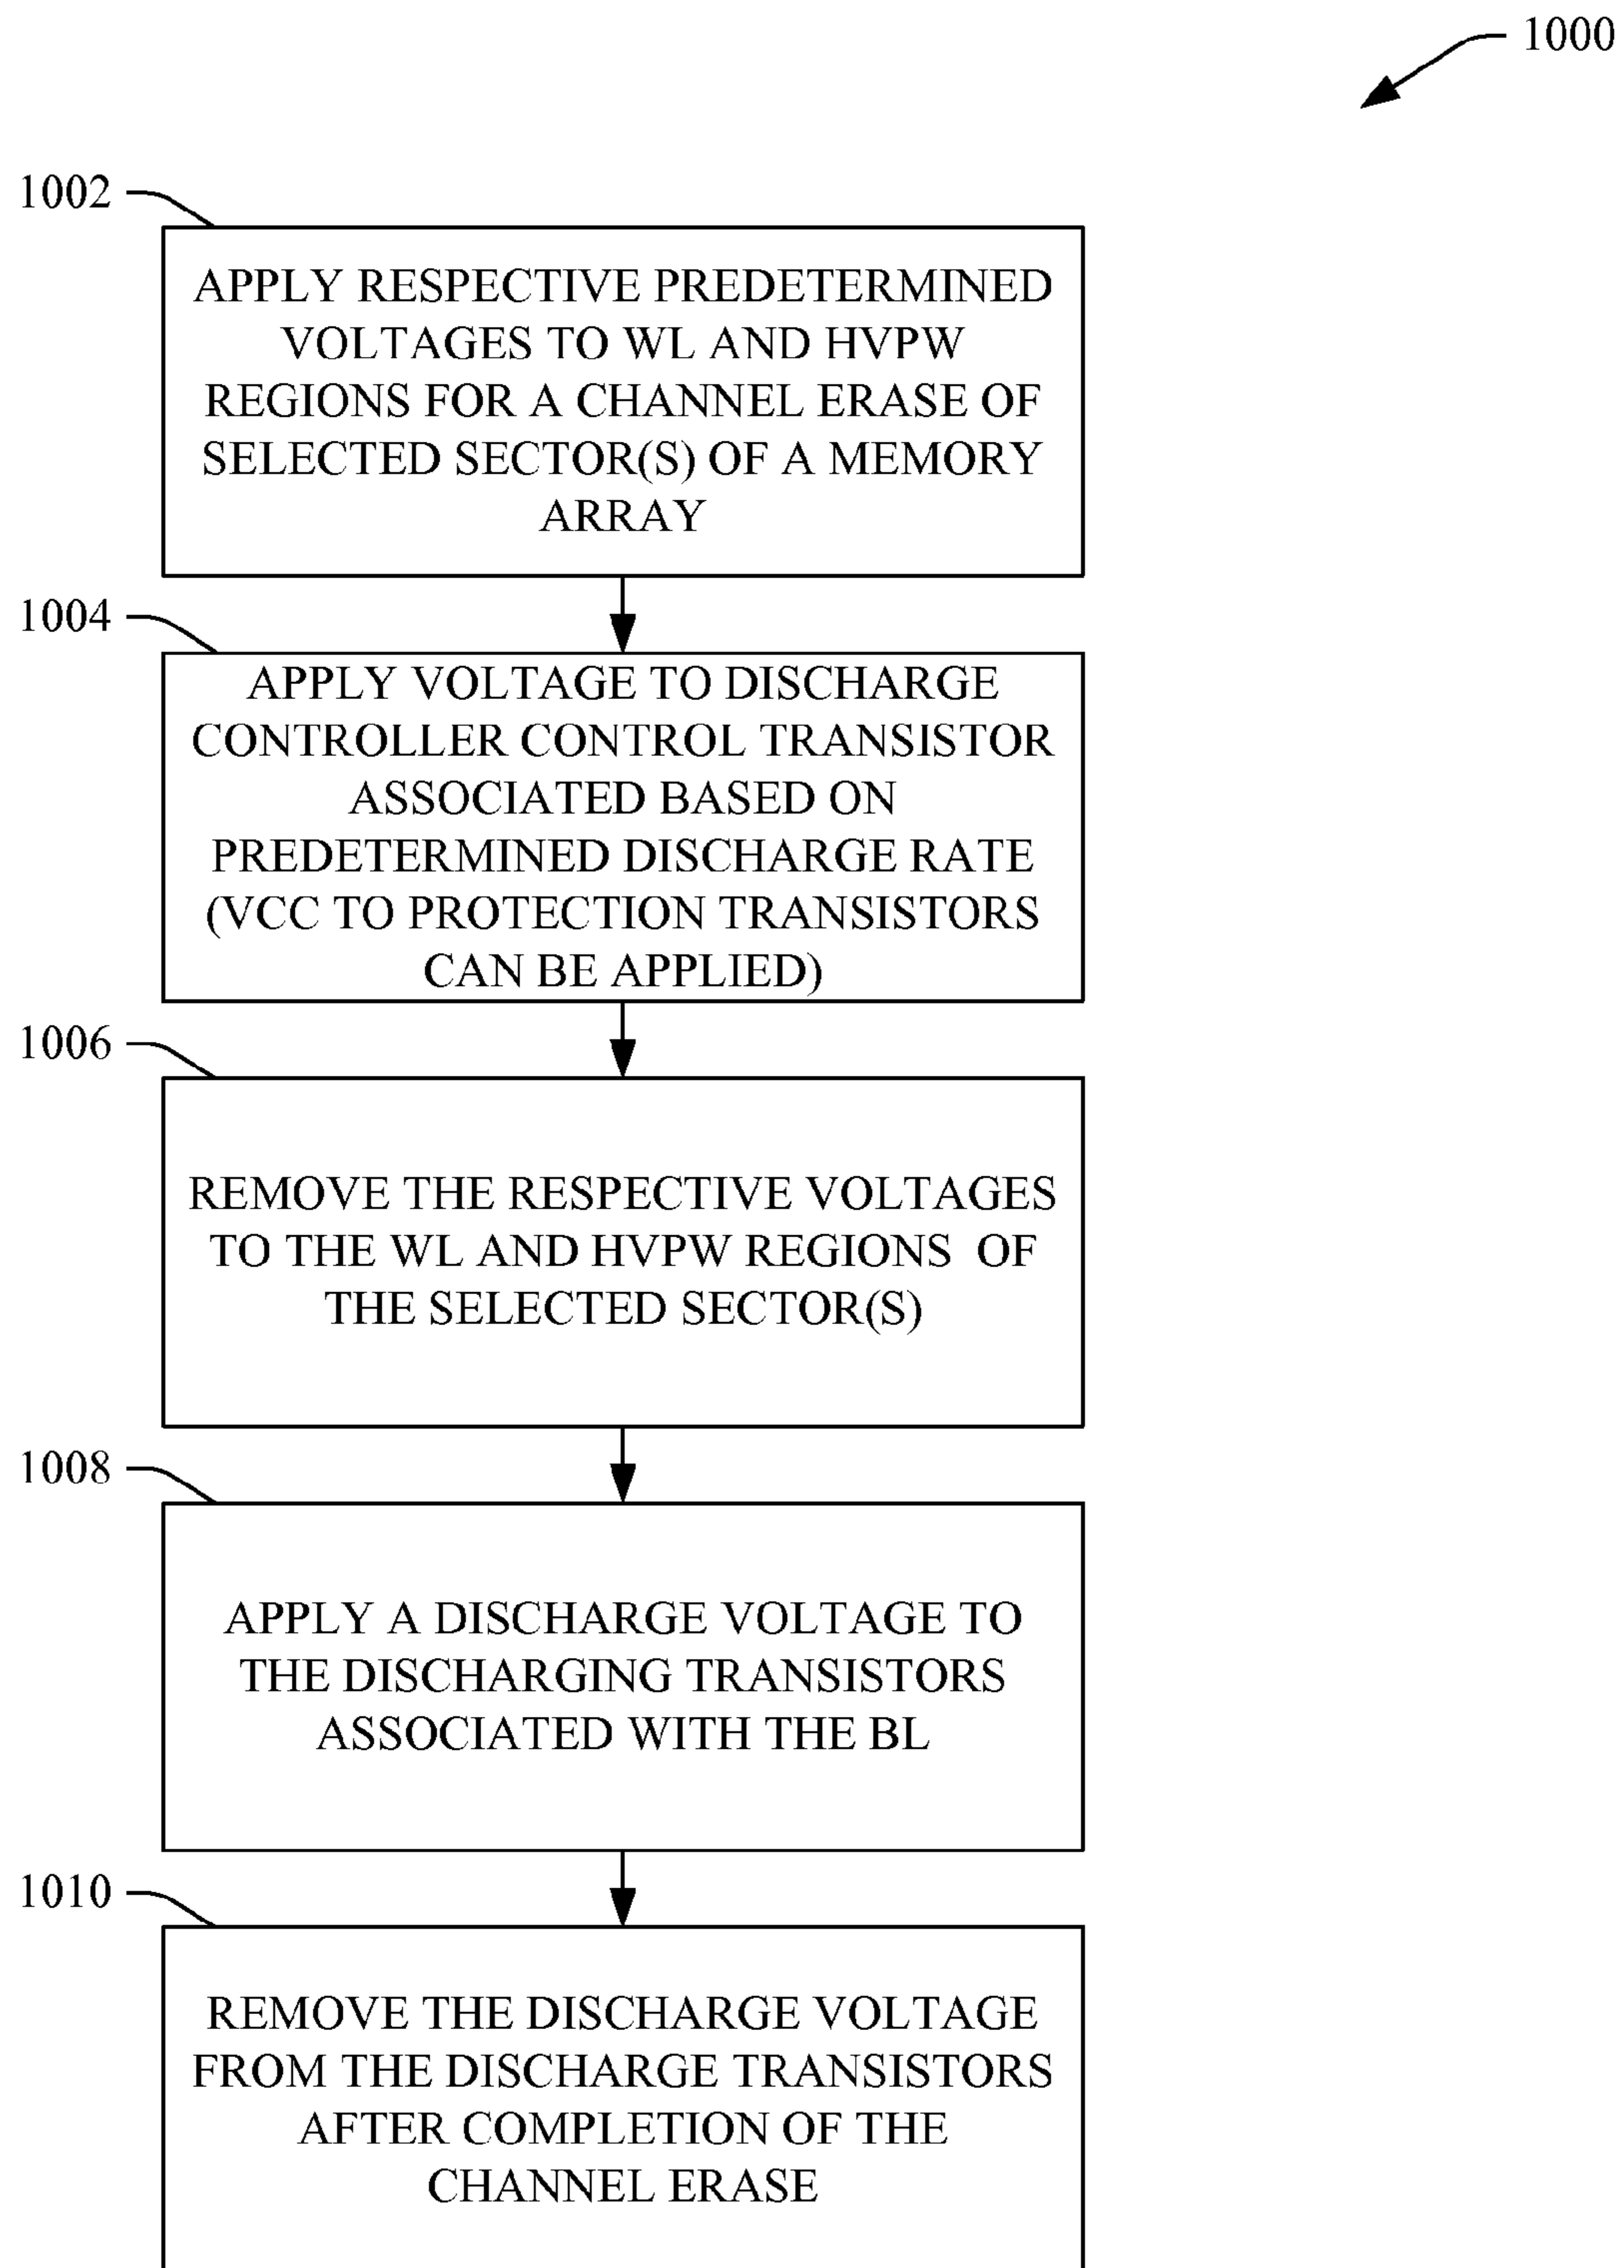 1000
1002
APPLY RESPECTIVE PREDETERMINED
VOLTAGES TO WL AND HVPW
REGIONS FOR A CHANNEL ERASE OF
SELECTED SECTOR(S) OF A MEMORY
ARRAY
1004
APPLY VOLTAGE TO DISCHARGE
CONTROLLER CONTROL TRANSISTOR
ASSOCIATED BASED ON
PREDETERMINED DISCHARGE RATE
(VCC TO PROTECTION TRANSISTORS
CAN BE APPLIED)
1006
REMOVE THE RESPECTIVE VOLTAGES
TO THE WL AND HVPW REGIONS OF
THE SELECTED SECTOR(S)
1008
APPLY A DISCHARGE VOLTAGE TO
THE DISCHARGING TRANSISTORS
ASSOCIATED WITH THE BL
1010
REMOVE THE DISCHARGE VOLTAGE
FROM THE DISCHARGE TRANSISTORS
AFTER COMPLETION OF THE
CHANNEL ERASE